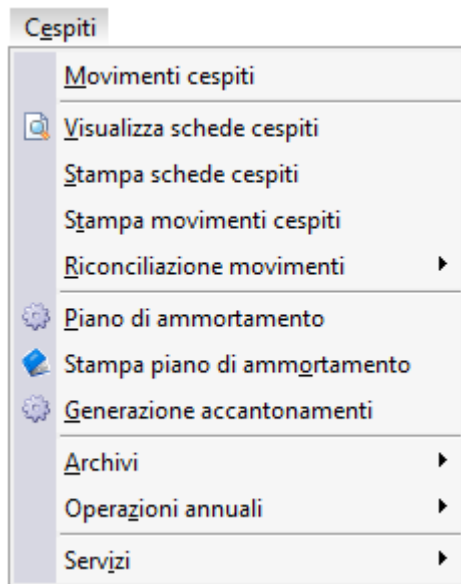 Cespiti
Movimenti cespiti
Visualizza schede cespiti
Stampa schede cespiti
Stampa movimenti cespiti
Riconciliazione movimenti
Piano di ammortamento
Stampa piano di ammortamento
Generazione accantonamenti
Archivi
Operazioni annuali
Servizi